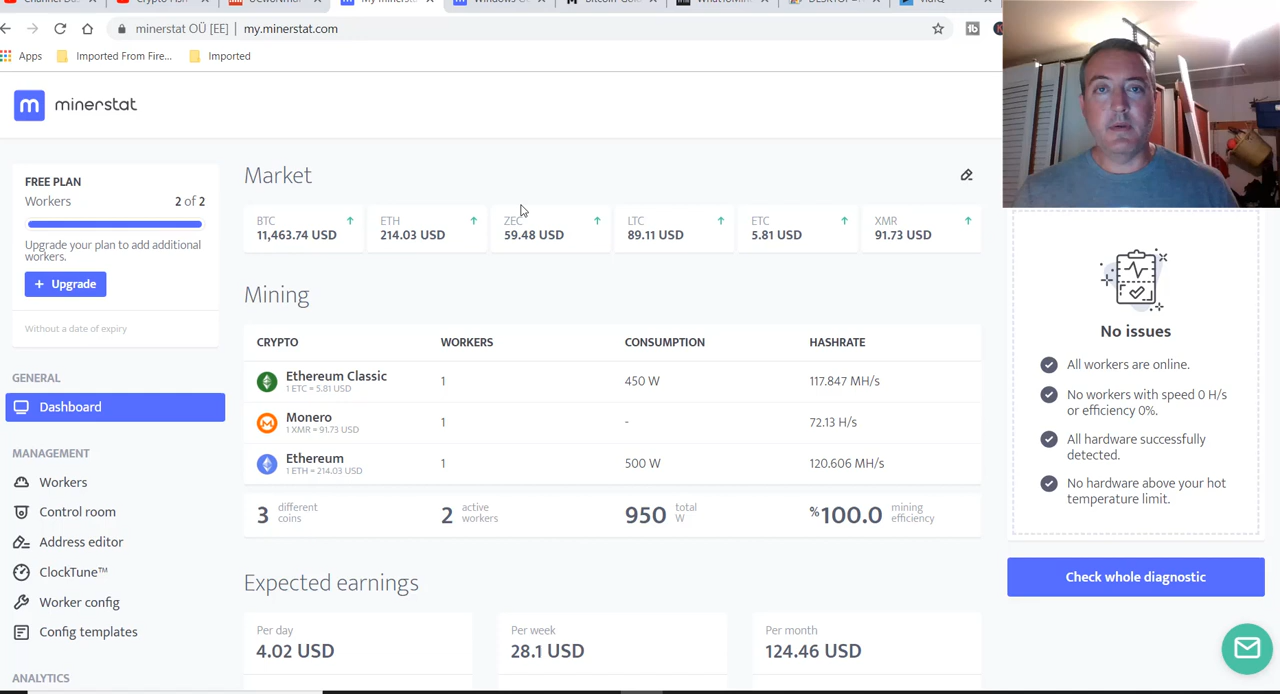 minerstat OÜ [EE] | my.minerstat.com
Apps
Imported From Fire...
Imported
tb
m
minerstat
FREE PLAN
Workers
2 of 2
Upgrade your plan to add additional
workers.
+ Upgrade
Without a date of expiry
GENERAL
Dashboard
MANAGEMENT
Workers
Control room
Address editor
ClockTune™
Worker config
Config templates
ANALYTICS
Market
BTC
11,463.74 USD
ETH
214.03 USD
ZEC
59.48 USD
LTC
89.11 USD
ETC
5.81 USD
XMR
91.73 USD
Mining
CRYPTO WORKERS CONSUMPTION HASHRATE
Ethereum Classic 1 450 W 117.847 MH/s
1 ETC = 5.81 USD
Monero 1 - 72.13 H/s
1 XMR = 91.73 USD
Ethereum 1 500 W 120.606 MH/s
1 ETH = 214.03 USD
3 different coins
2 active workers
950 total W
%100.0 mining efficiency
Expected earnings
Per day
4.02 USD
Per week
28.1 USD
Per month
124.46 USD
No issues
All workers are online.
No workers with speed 0 H/s
or efficiency 0%.
All hardware successfully
detected.
No hardware above your hot
temperature limit.
Check whole diagnostic